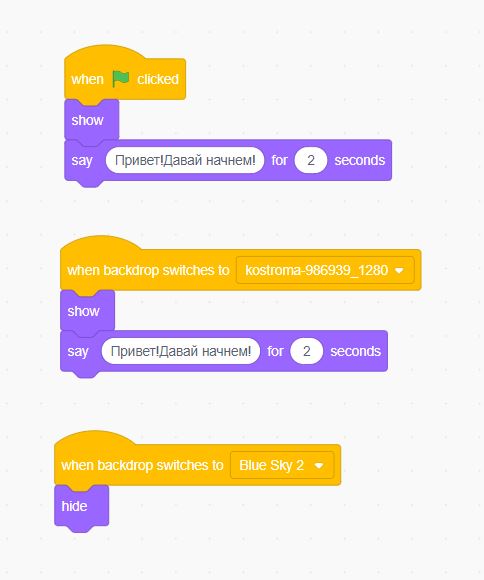 when clicked
show
say Привет!Давай начнем! for 2 seconds
when backdrop switches to kostroma-986939_1280
show
say Привет!Давай начнем! for 2 seconds
when backdrop switches to Blue Sky 2
hide